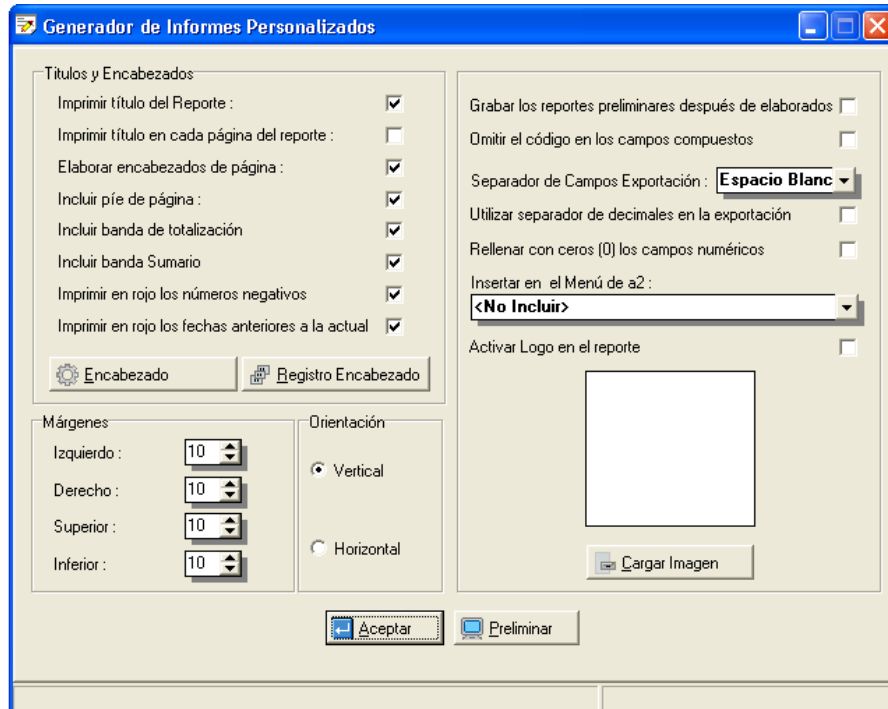 Generador de Informes Personalizados
Titulos y Encabezados
Imprimir título del Reporte :
Imprimir título en cada página del reporte :
Elaborar encabezados de página :
Incluir píe de página :
Incluir banda de totalización
Incluir banda Sumario
Imprimir en rojo los números negativos
Imprimir en rojo los fechas anteriores a la actual
Encabezado
Registro Encabezado
Márgenes
Izquierdo : 10
Derecho : 10
Superior : 10
Inferior : 10
Orientación
Vertical
Horizontal
Grabar los reportes preliminares después de elaborados
Omitir el código en los campos compuestos
Separador de Campos Exportación : Espacio Blanc
Utilizar separador de decimales en la exportación
Rellenar con ceros (0) los campos numéricos
Insertar en el Menú de a2 :
<No Incluir>
Activar Logo en el reporte
Cargar Imagen
Aceptar
Preliminar